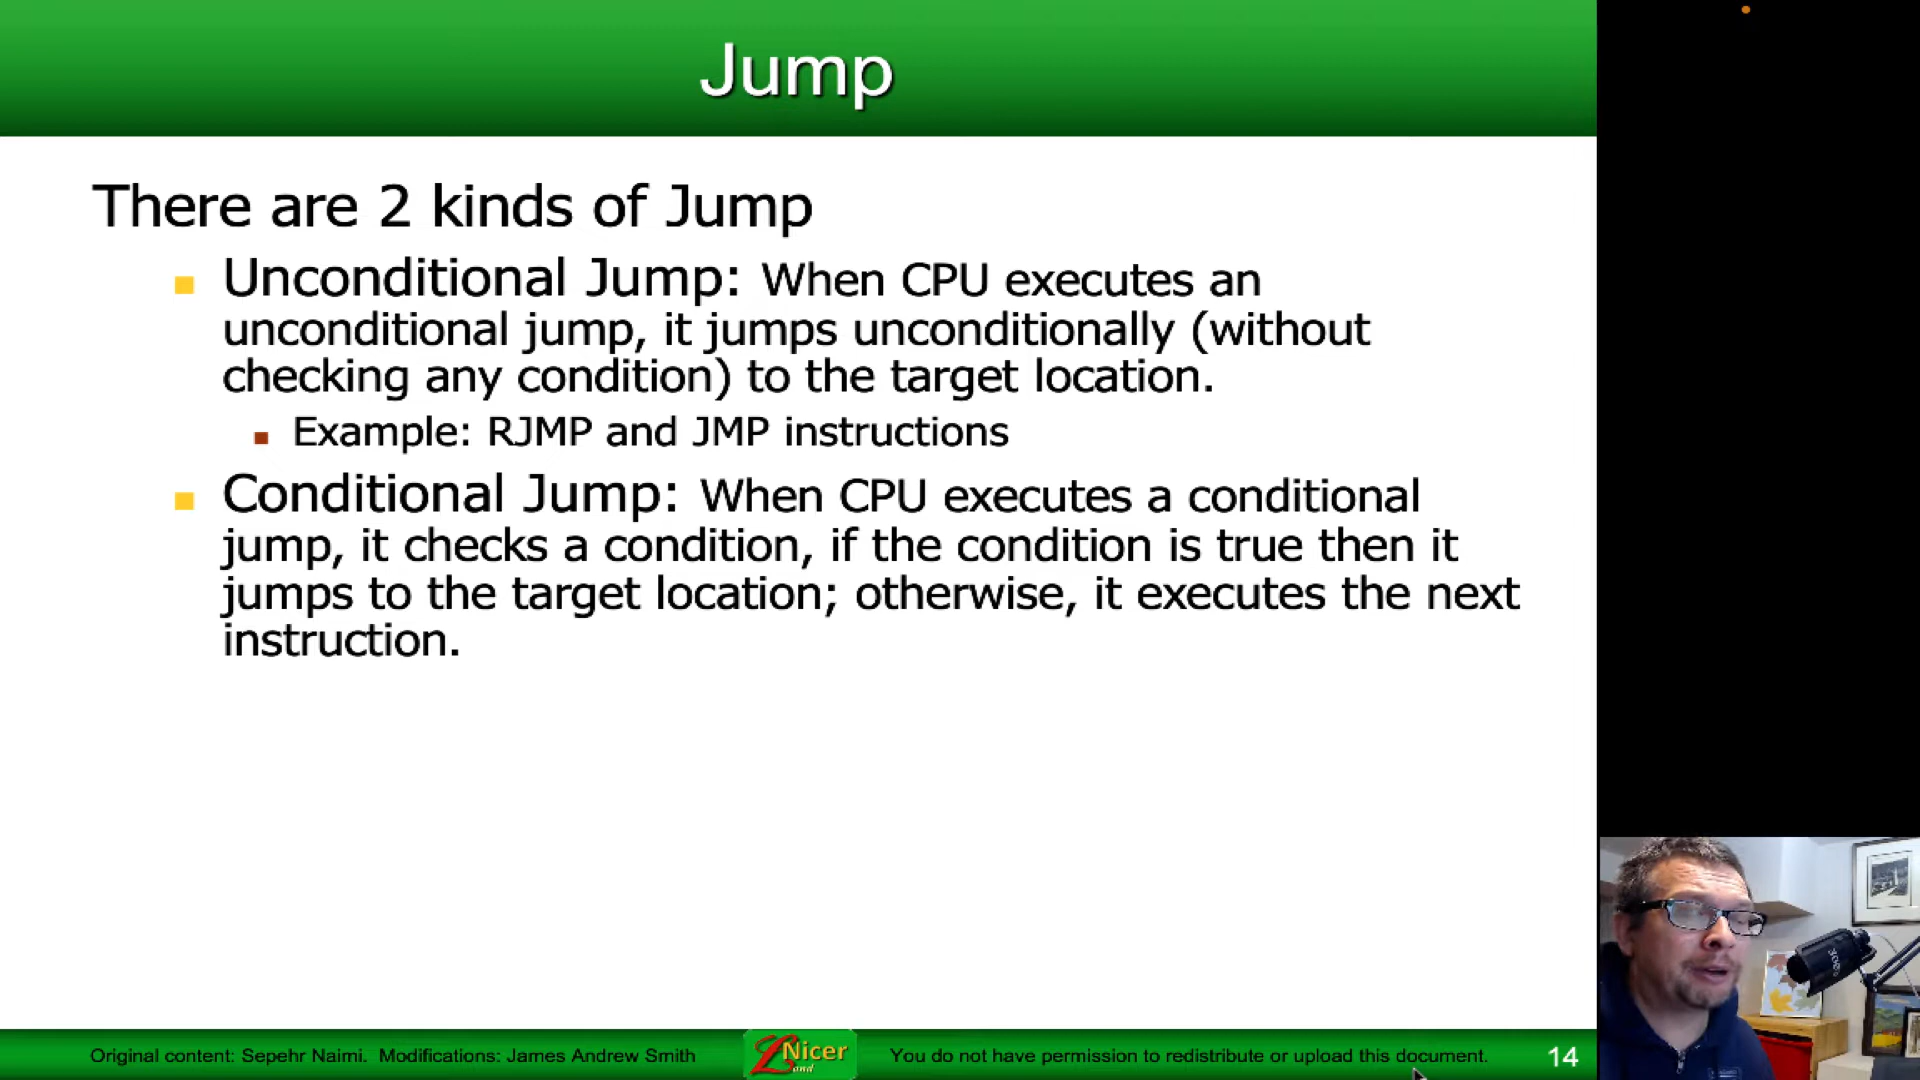 Jump
There are 2 kinds of Jump
Unconditional Jump: When CPU executes an
unconditional jump, it jumps unconditionally (without
checking any condition) to the target location.
Example: RJMP and JMP instructions
Conditional Jump: When CPU executes a conditional
jump, it checks a condition, if the condition is true then it
jumps to the target location; otherwise, it executes the next
instruction.
Original content: Sepehr Naimi. Modifications: James Andrew Smith
Nicer
Land
You do not have permission to redistribute or upload this document.
14